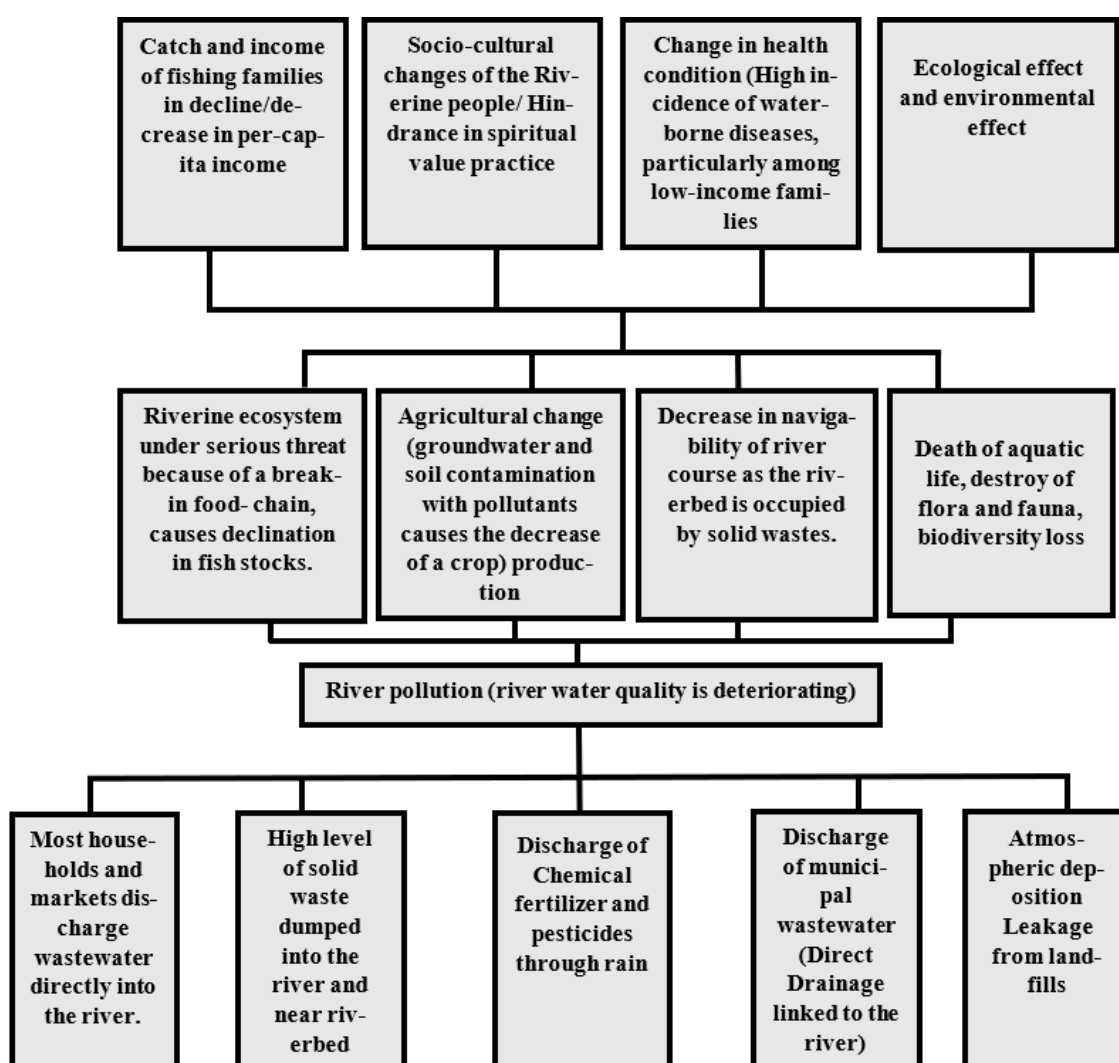 Catch and income
of fishing families
in decline/de-
crease in per-cap-
ita income
Socio-cultural
changes of the Riv-
erine people/ Hin-
drance in spiritual
value practice
Change in health
condition (High in-
cidence of water-
borne diseases,
particularly among
low-income fami-
lies
Ecological effect
and environmental
effect
Riverine ecosystem
under serious threat
because of a break-
in food- chain,
causes declination
in fish stocks.
Agricultural change
(groundwater and
soil contamination
with pollutants
causes the decrease
of a crop) produc-
tion
Decrease in naviga-
bility of river
course as the riv-
erbed is occupied
by solid wastes.
Death of aquatic
life, destroy of
flora and fauna,
biodiversity loss
River pollution (river water quality is deteriorating)
Most house-
holds and
markets dis-
charge
wastewater
directly into
the river.
High level
of solid
waste
dumped
into the
river and
near riv-
erbed
Discharge of
Chemical
fertilizer and
pesticides
through rain
Discharge
of munici-
pal
wastewater
(Direct
Drainage
linked to the
river)
Atmos-
pheric dep-
osition
Leakage
from land-
fills